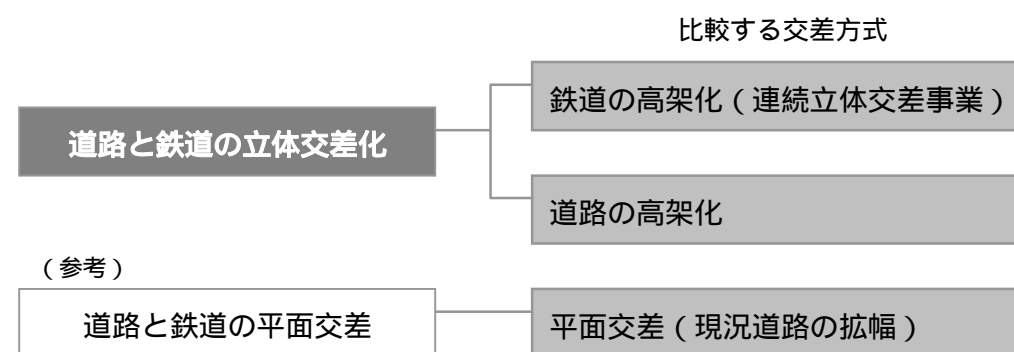 比較する交差方式
鉄道の高架化（連続立体交差事業）
道路と鉄道の立体交差化
道路の高架化
（参考）
道路と鉄道の平面交差
平面交差（現況道路の拡幅）